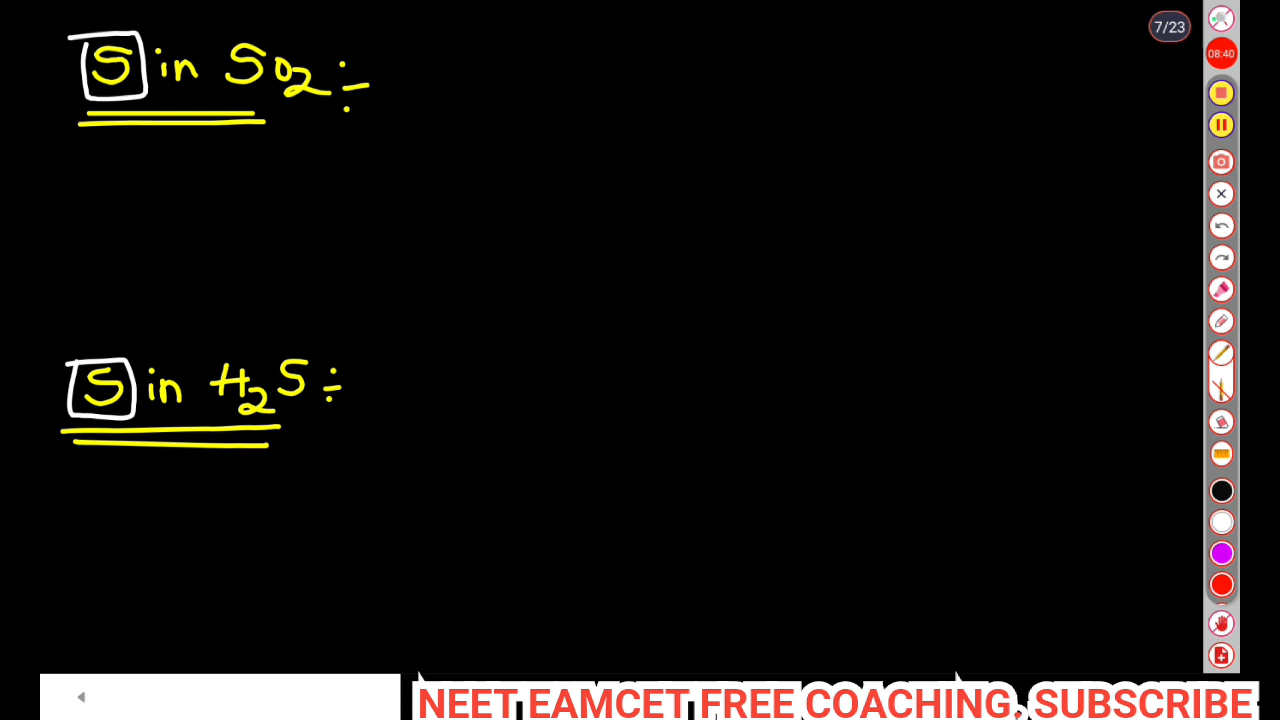 7/23
08:40
S in SO2 :-
S in H2S :-
NEET EAMCET FREE COACHING, SUBSCRIBE